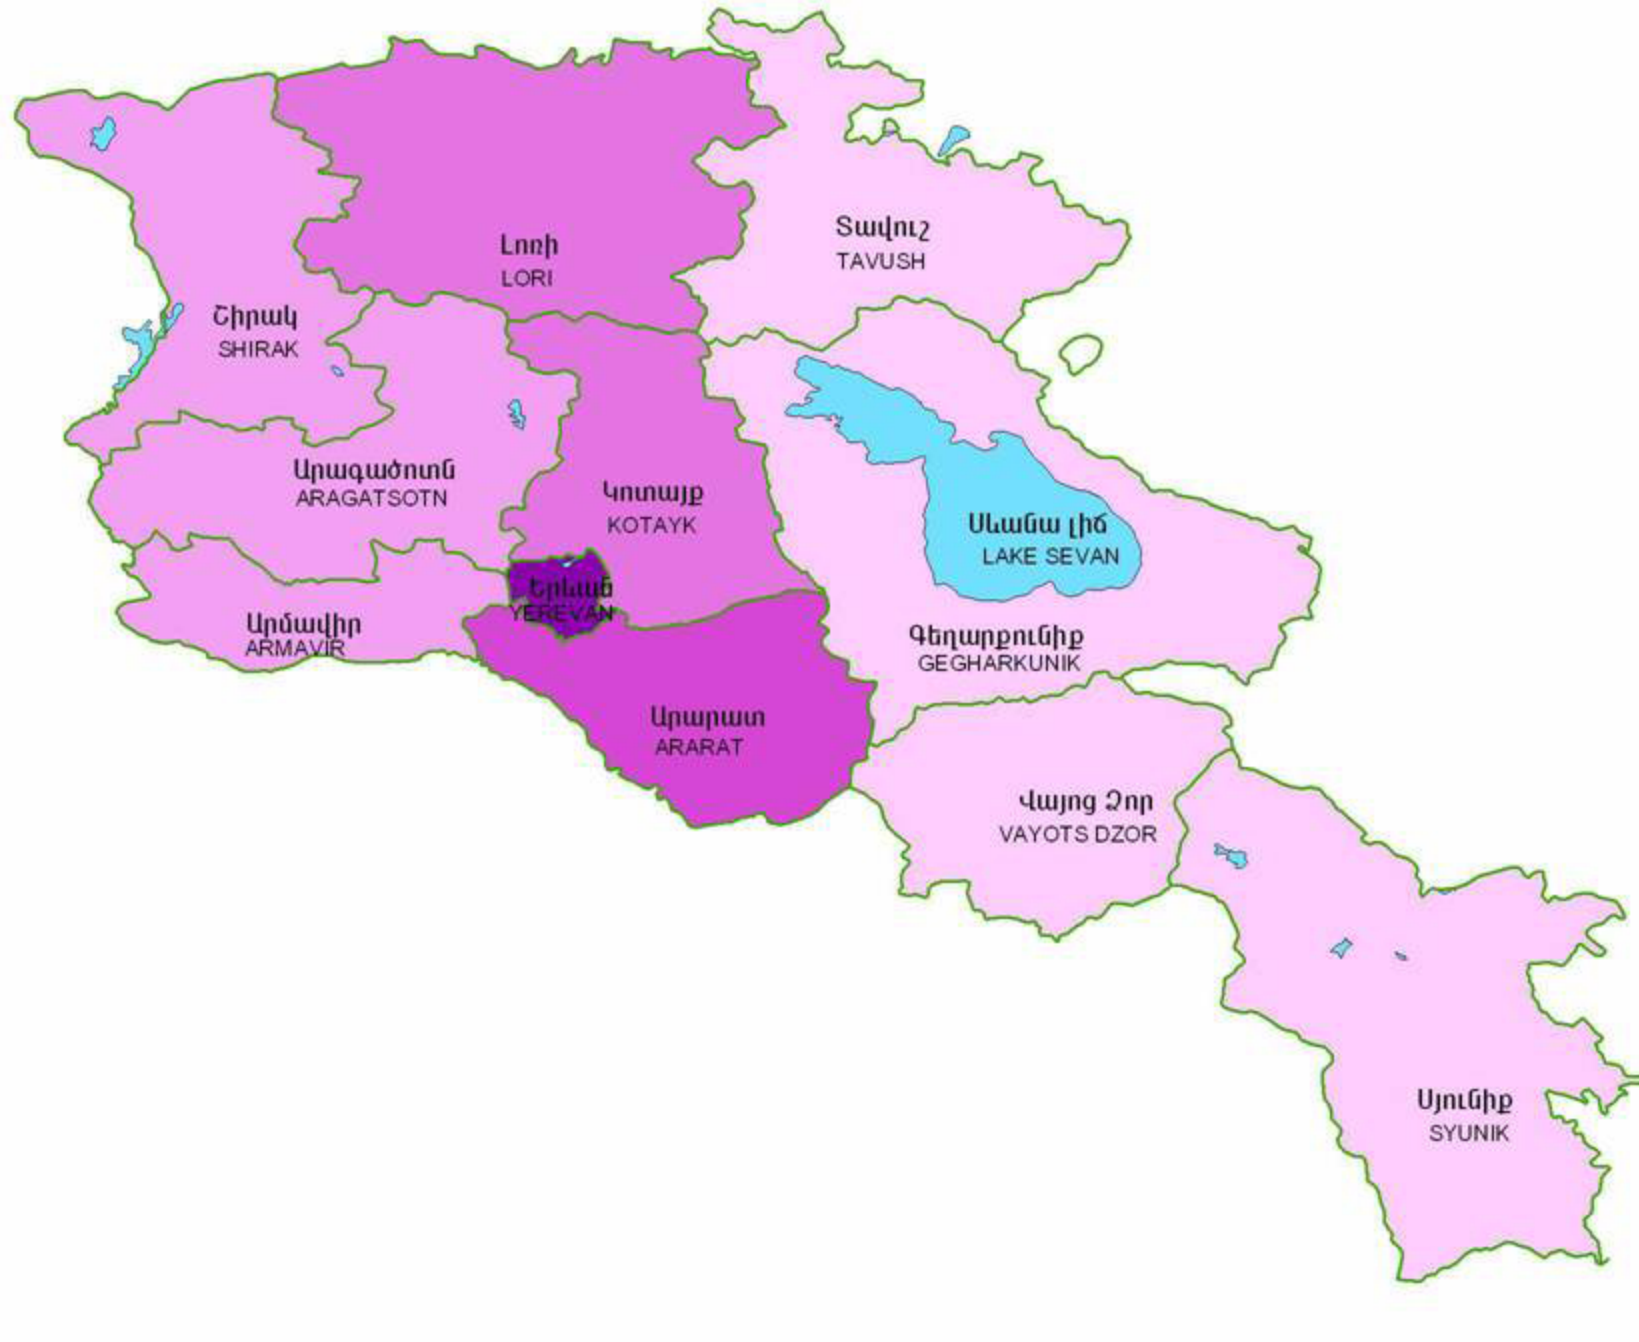 Տավուշ
TAVUSH
Լոռի
LORI
Շիրակ
SHIRAK
Արագածոտն
ARAGATSOTN
Կոտայք
KOTAYK
Սևանա լիճ
LAKE SEVAN
Երևան
YEREVAN
Արմավիր
ARMAVIR
Գեղարքունիք
GEGHARKUNIK
Արարատ
ARARAT
Վայոց Ձոր
VAYOTS DZOR
Սյունիք
SYUNIK